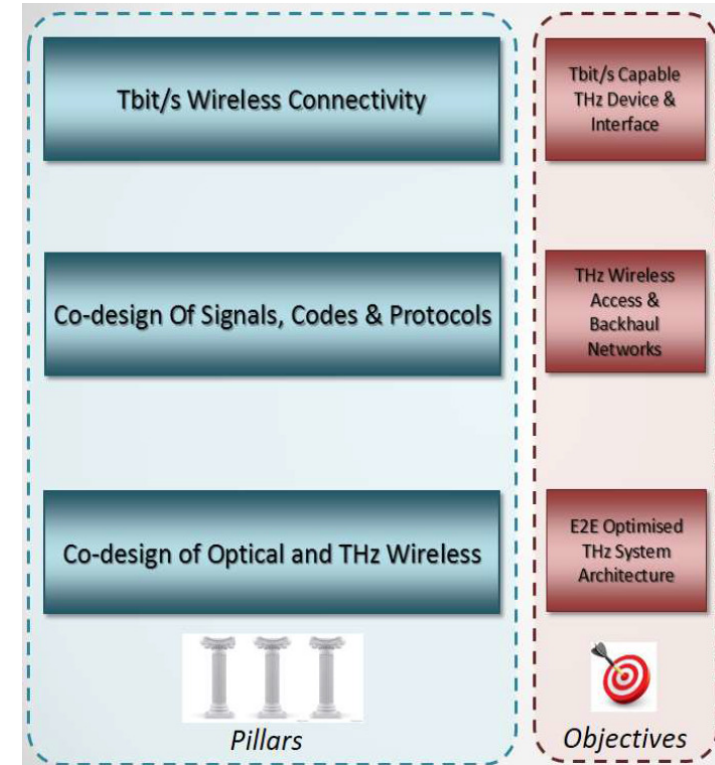 Tbit/s Wireless Connectivity
Co-design Of Signals, Codes & Protocols
Co-design of Optical and THz Wireless
Pillars
Tbit/s Capable
THz Device &
Interface
THz Wireless
Access &
Backhaul
Networks
E2E Optimised
THz System
Architecture
Objectives